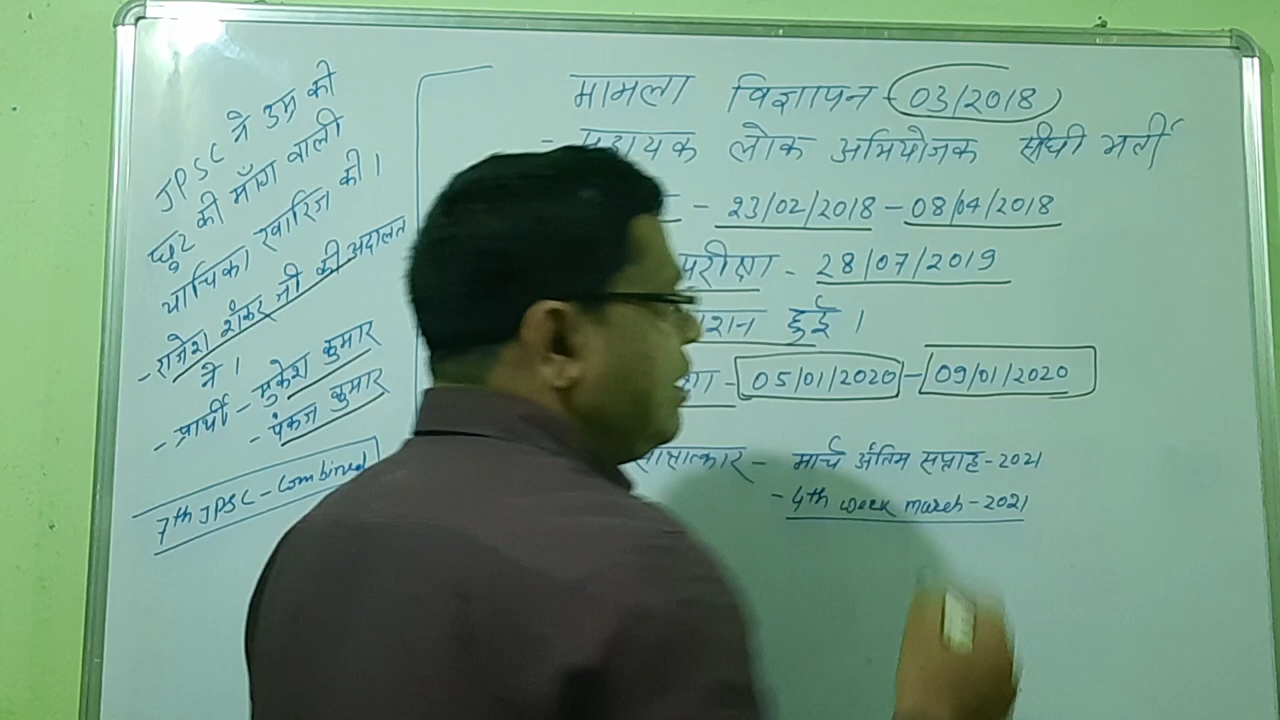 JPSC ने उम्र की
छूट की माँग वाली
याचिका खारिज की।
- राजेश शंकर जी की अदालत
ने।
- प्रार्थी - मुकेश कुमार
- पंकज कुमार
7th JPSC - Combined
मामला विज्ञापन - 03/2018
- सहायक लोक अभियोजक सीधी भर्ती
- 23/02/2018 - 08/04/2018
परीक्षा - 28/07/2019
हुई।
- 05/01/2020 - 09/01/2020
साक्षात्कार - मार्च अंतिम सप्ताह - 2021
- 4th week march - 2021